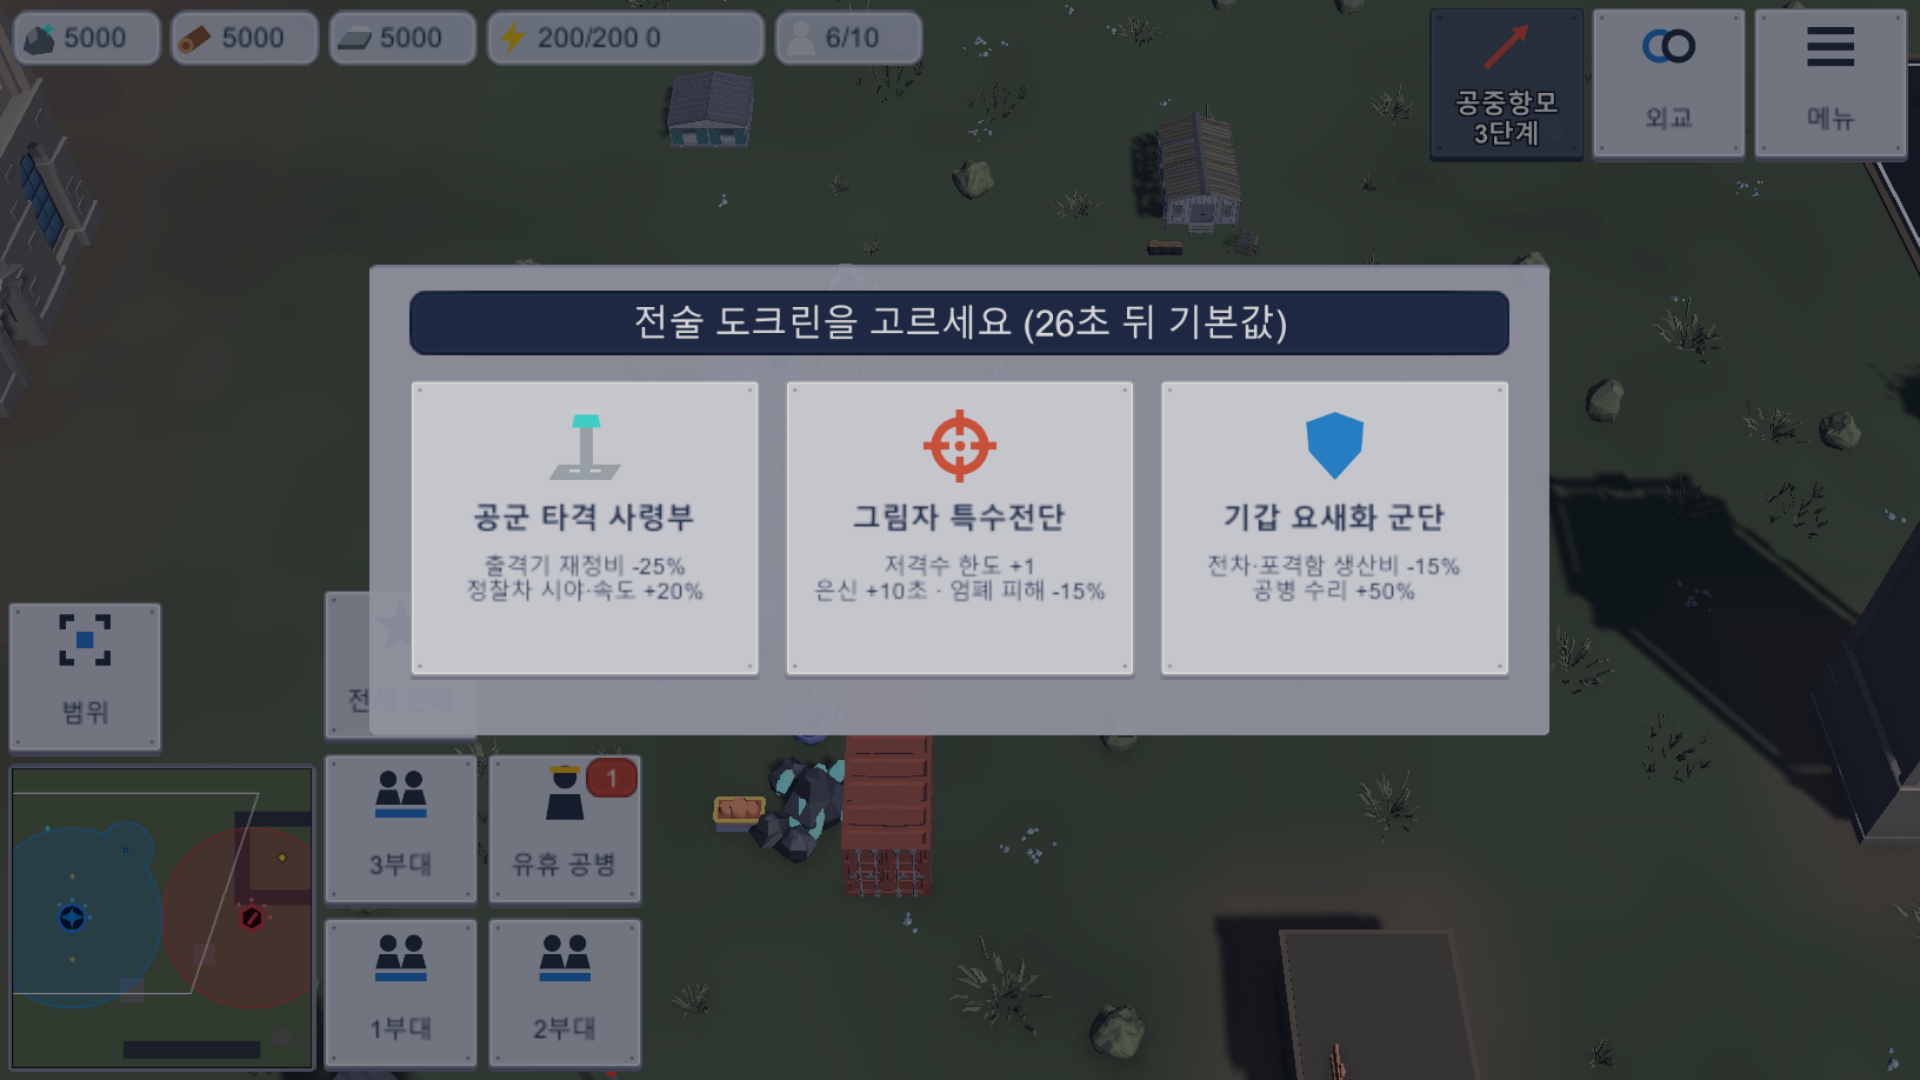 5000
5000
5000
200/200 0
6/10
공중항모
3단계
외교
메뉴
전술 도크린을 고르세요 (26초 뒤 기본값)
공군 타격 사령부
출격기 재정비 -25%
정찰차 시야·속도 +20%
그림자 특수전단
저격수 한도 +1
은신 +10초 · 엄폐 피해 -15%
기갑 요새화 군단
전차·포격함 생산비 -15%
공병 수리 +50%
범위
전체 군대
3부대
유휴 공병
1
1부대
2부대